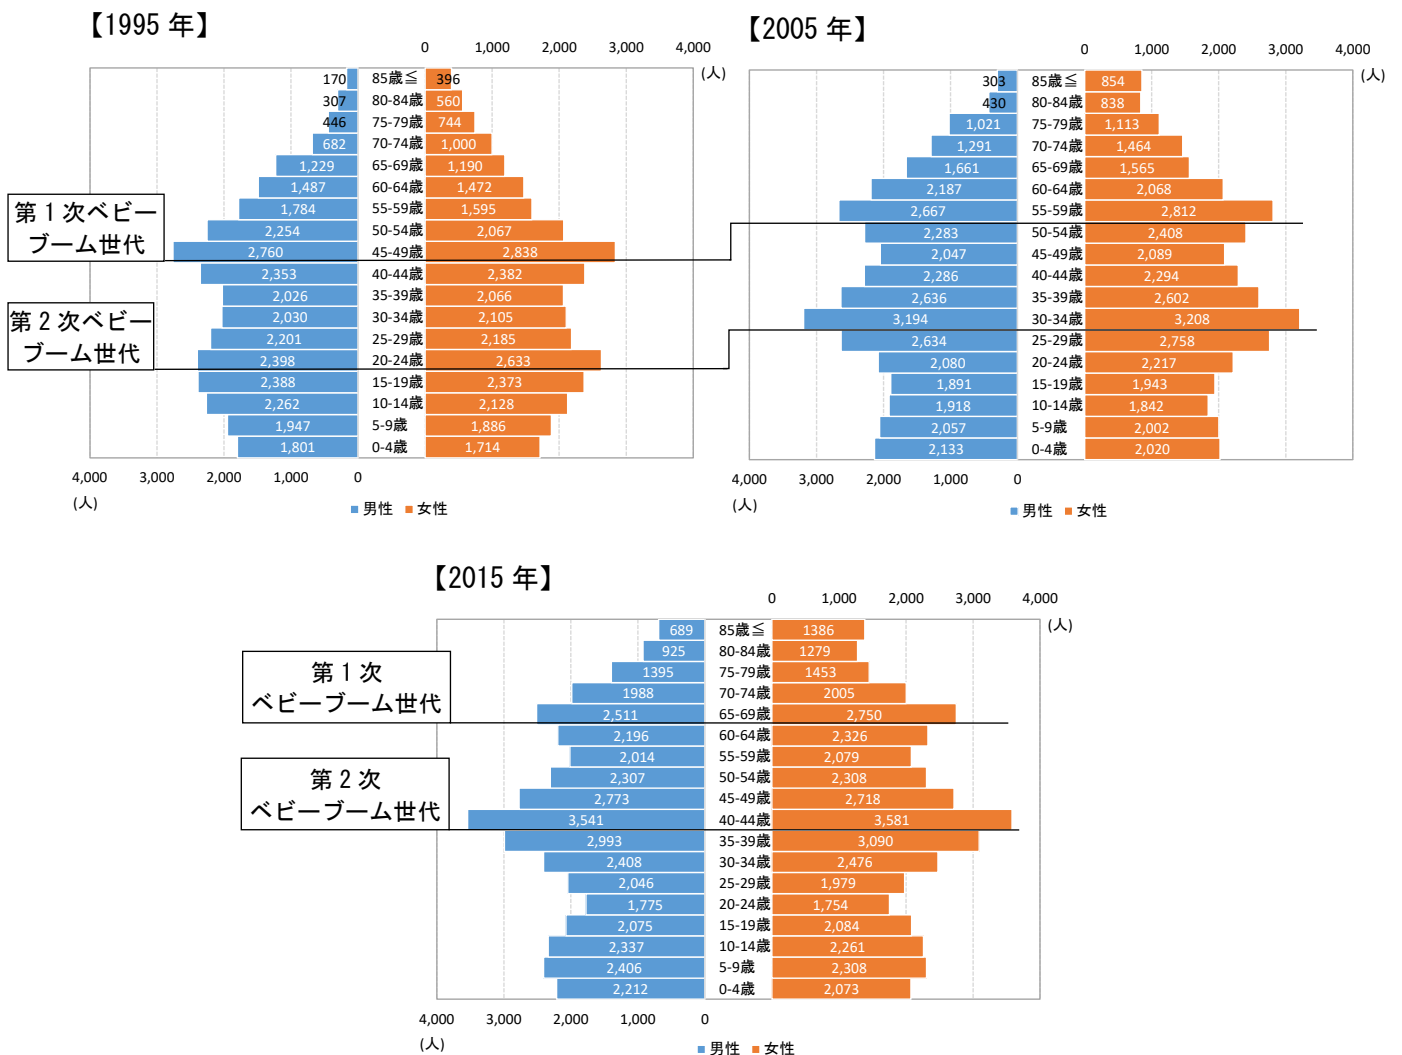 【1995 年】
0 1,000 2,000 3,000 4,000
(人)
170 85歳≦ 396
307 80-84歳 560
446 75-79歳 744
682 70-74歳 1,000
1,229 65-69歳 1,190
1,487 60-64歳 1,472
1,784 55-59歳 1,595
2,254 50-54歳 2,067
2,760 45-49歳 2,838
2,353 40-44歳 2,382
2,026 35-39歳 2,066
2,030 30-34歳 2,105
2,201 25-29歳 2,185
2,398 20-24歳 2,633
2,388 15-19歳 2,373
2,262 10-14歳 2,128
1,947 5-9歳 1,886
1,801 0-4歳 1,714
4,000 3,000 2,000 1,000 0
(人)
男性 女性
第1次ベビー
ブーム世代
第2次ベビー
ブーム世代
【2005 年】
0 1,000 2,000 3,000 4,000
(人)
303 85歳≦ 854
430 80-84歳 838
1,021 75-79歳 1,113
1,291 70-74歳 1,464
1,661 65-69歳 1,565
2,187 60-64歳 2,068
2,667 55-59歳 2,812
2,283 50-54歳 2,408
2,047 45-49歳 2,089
2,286 40-44歳 2,294
2,636 35-39歳 2,602
3,194 30-34歳 3,208
2,634 25-29歳 2,758
2,080 20-24歳 2,217
1,891 15-19歳 1,943
1,918 10-14歳 1,842
2,057 5-9歳 2,002
2,133 0-4歳 2,020
4,000 3,000 2,000 1,000 0
(人)
男性 女性
【2015 年】
0 1,000 2,000 3,000 4,000
(人)
689 85歳≦ 1386
925 80-84歳 1279
1395 75-79歳 1453
1988 70-74歳 2005
2,511 65-69歳 2,750
2,196 60-64歳 2,326
2,014 55-59歳 2,079
2,307 50-54歳 2,308
2,773 45-49歳 2,718
3,541 40-44歳 3,581
2,993 35-39歳 3,090
2,408 30-34歳 2,476
2,046 25-29歳 1,979
1,775 20-24歳 1,754
2,075 15-19歳 2,084
2,337 10-14歳 2,261
2,406 5-9歳 2,308
2,212 0-4歳 2,073
4,000 3,000 2,000 1,000 0
(人)
男性 女性
第1次
ベビーブーム世代
第2次
ベビーブーム世代